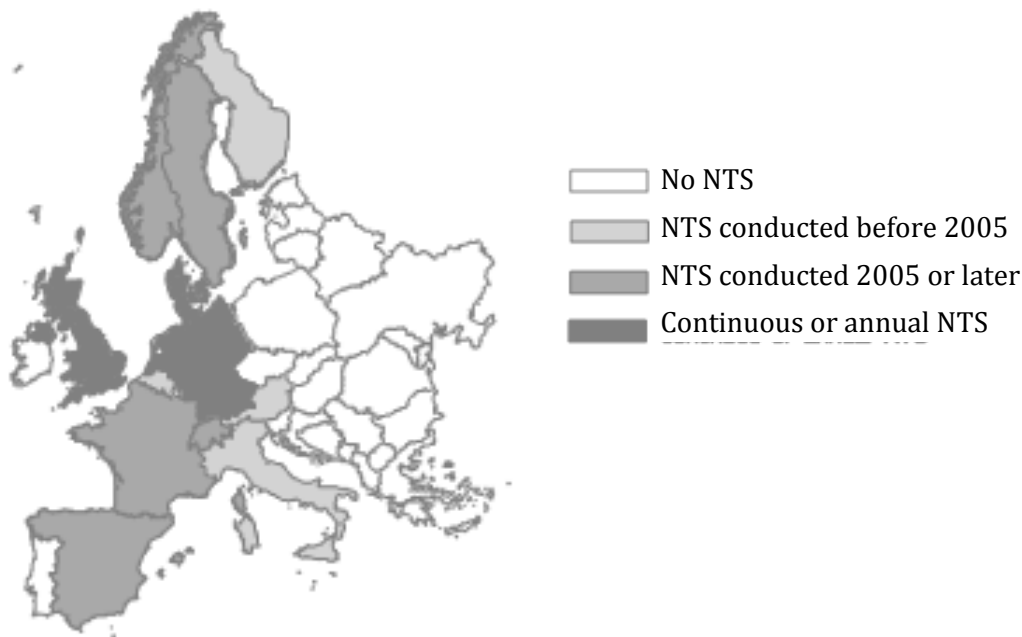 No NTS
NTS conducted before 2005
NTS conducted 2005 or later
Continuous or annual NTS